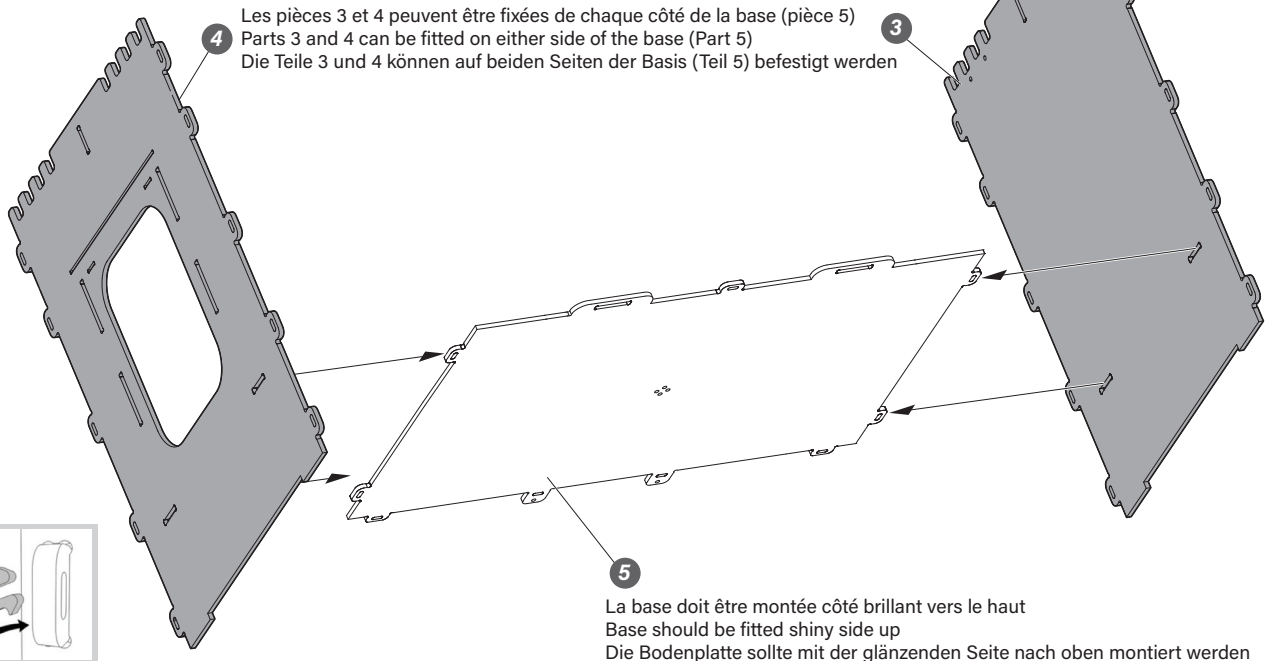 Les pièces 3 et 4 peuvent être fixées de chaque côté de la base (pièce 5)
4 Parts 3 and 4 can be fitted on either side of the base (Part 5)
3
Die Teile 3 und 4 können auf beiden Seiten der Basis (Teil 5) befestigt werden
5
La base doit être montée côté brillant vers le haut
Base should be fitted shiny side up
Die Bodenplatte sollte mit der glänzenden Seite nach oben montiert werden